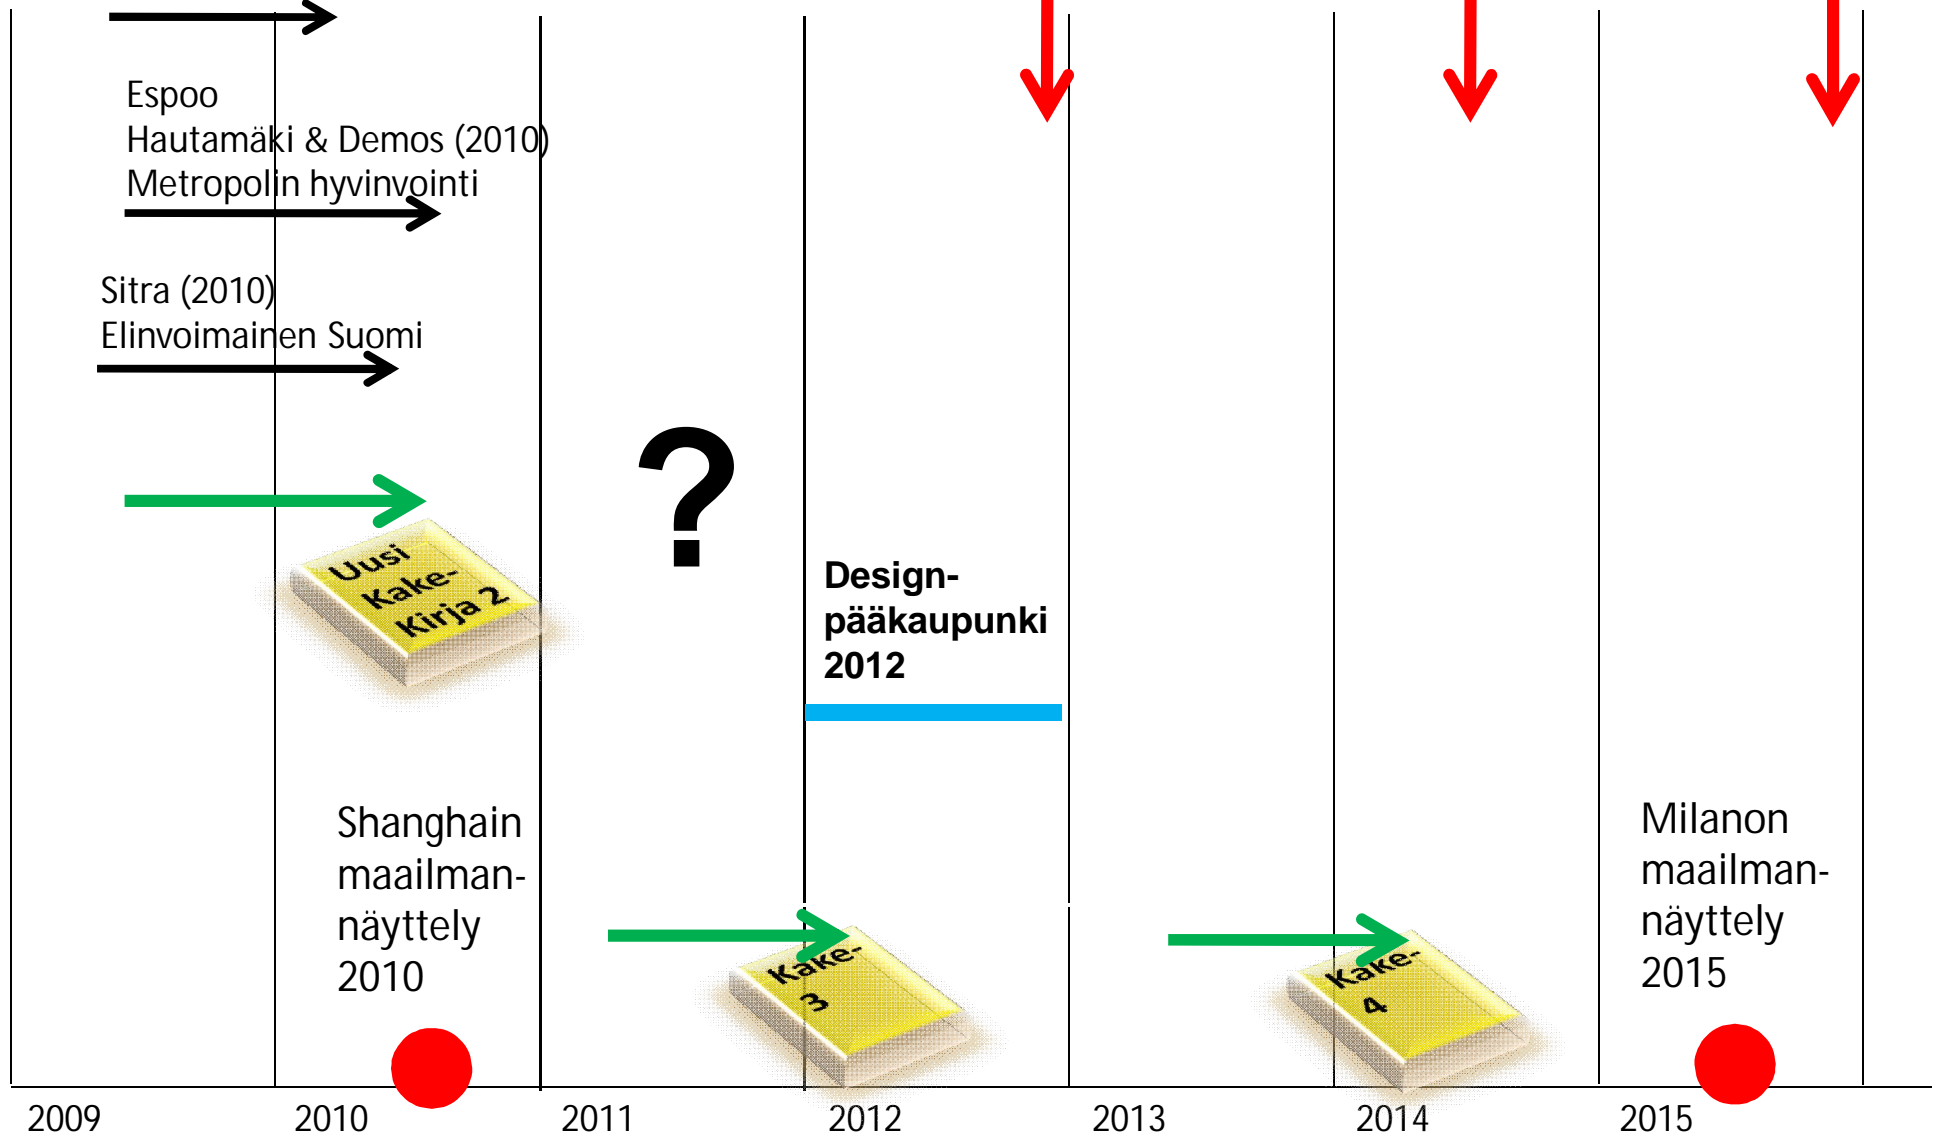 Espoo
Hautamäki & Demos (2010)
Metropolin hyvinvointi
Sitra (2010)
Elinvoimainen Suomi
?
Uusi
Kake-
Kirja 2
Design-
pääkaupunki
2012
Shanghain
maailman-
näyttely
2010
Kake-
3
Kake-
4
Milanon
maailman-
näyttely
2015
2009
2010
2011
2012
2013
2014
2015